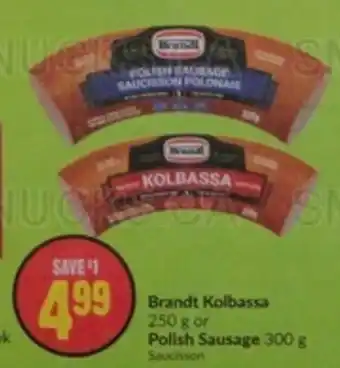 Brandt
POLISH SAUSAGE
SAUCISSON POLONAIS
Brandt
KOLBASSA
SAVE $1
4.99
Brandt Kolbassa
250 g or
Polish Sausage 300 g
Saucisson